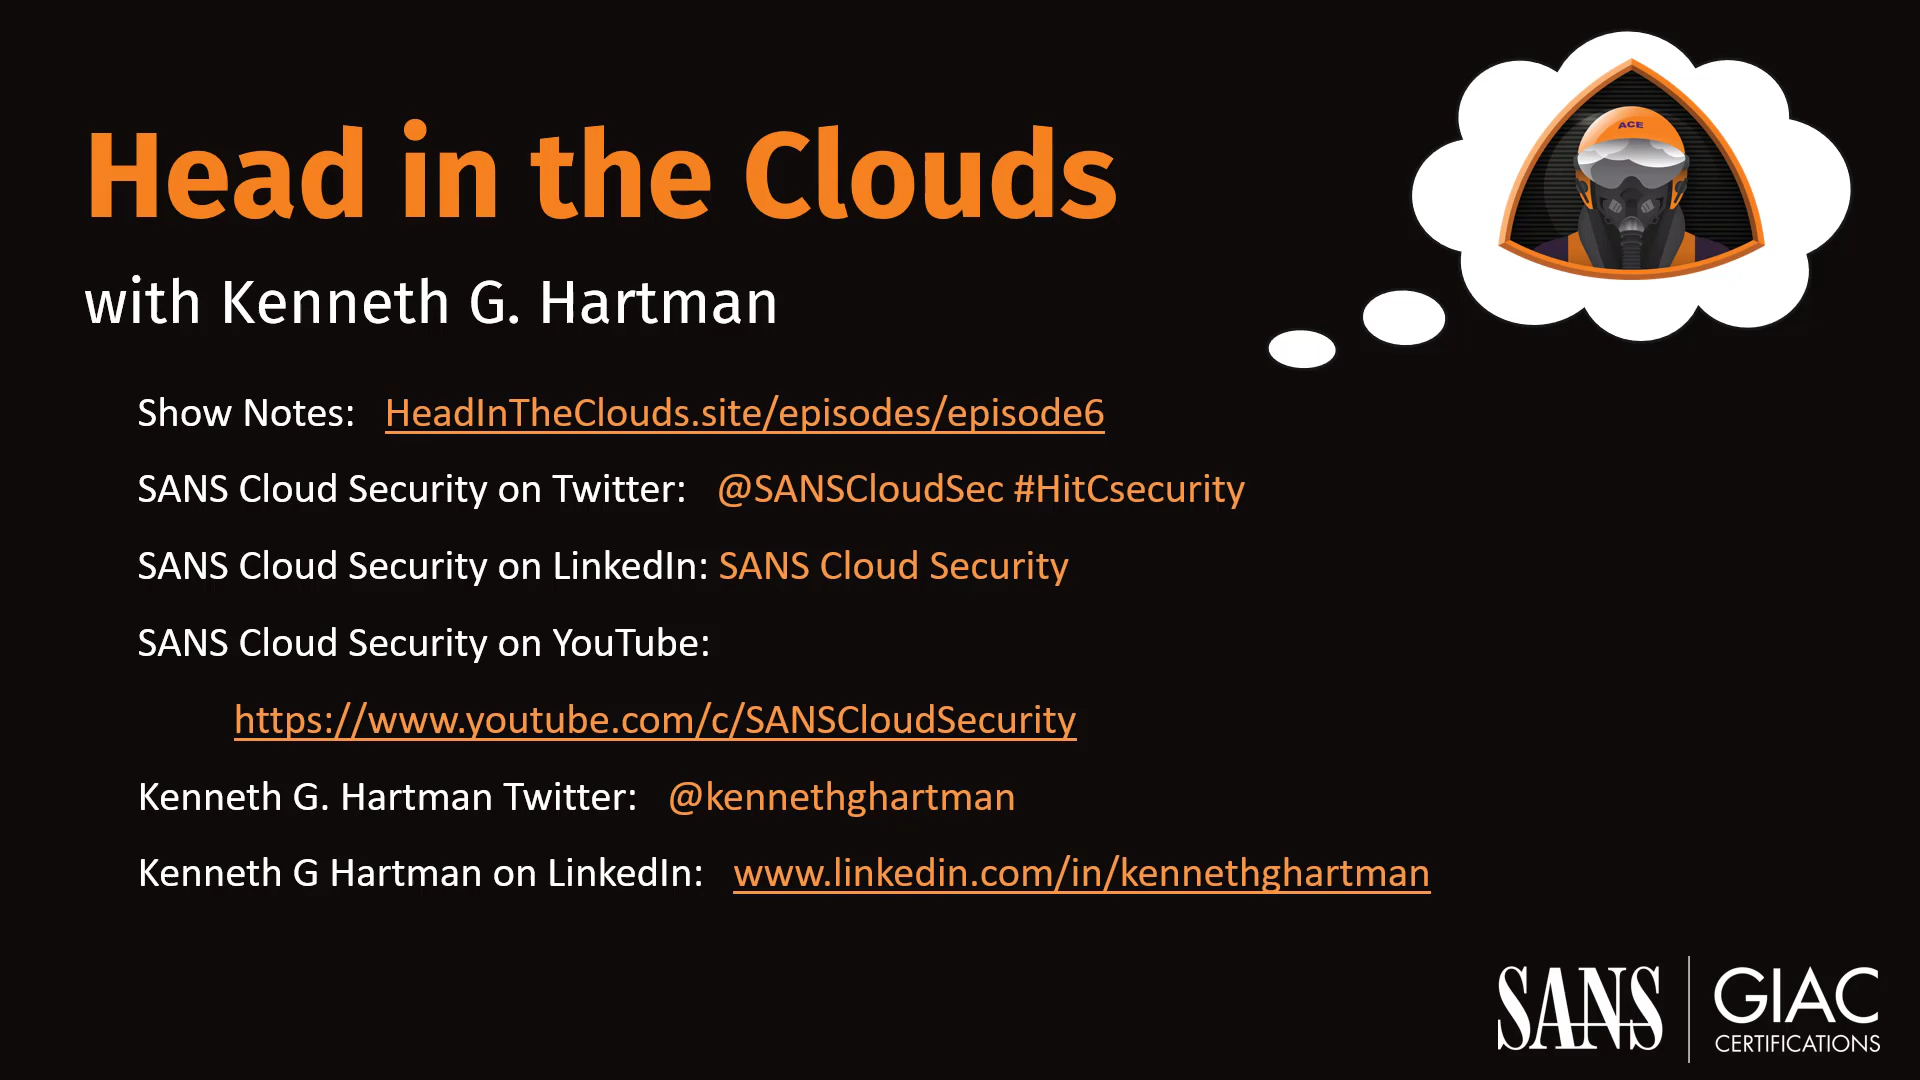 ACE
Head in the Clouds
with Kenneth G. Hartman
Show Notes: HeadInTheClouds.site/episodes/episode6
SANS Cloud Security on Twitter: @SANSCloudSec #HitCsecurity
SANS Cloud Security on LinkedIn: SANS Cloud Security
SANS Cloud Security on YouTube:
https://www.youtube.com/c/SANSCloudSecurity
Kenneth G. Hartman Twitter: @kennethghartman
Kenneth G Hartman on LinkedIn: www.linkedin.com/in/kennethghartman
SANS
GIAC
CERTIFICATIONS